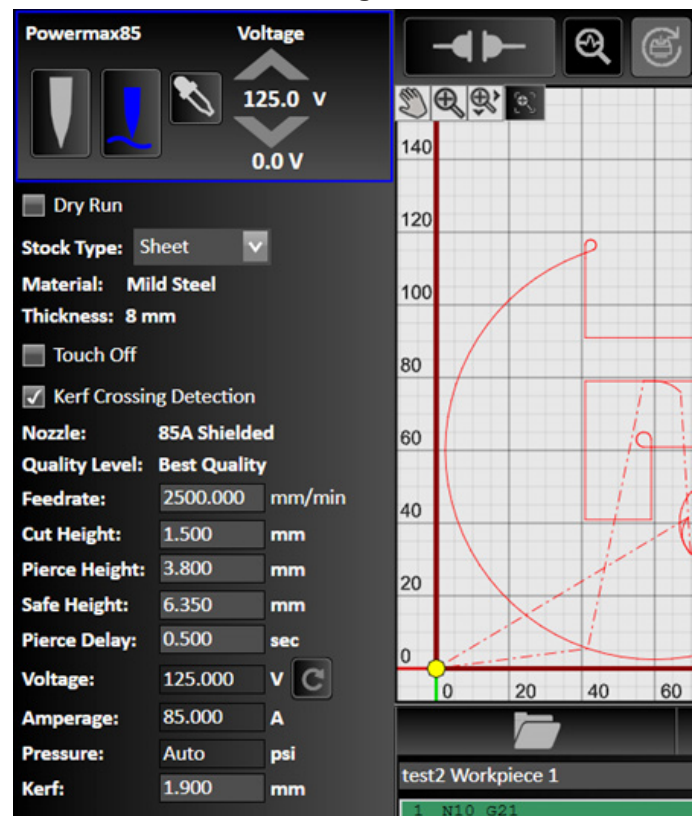 Powermax85 Voltage
125.0 V
0.0 V
Dry Run
Stock Type: Sheet
Material: Mild Steel
Thickness: 8 mm
Touch Off
Kerf Crossing Detection
Nozzle: 85A Shielded
Quality Level: Best Quality
Feedrate: 2500.000 mm/min
Cut Height: 1.500 mm
Pierce Height: 3.800 mm
Safe Height: 6.350 mm
Pierce Delay: 0.500 sec
Voltage: 125.000 V
Amperage: 85.000 A
Pressure: Auto psi
Kerf: 1.900 mm
140
120
100
80
60
40
20
0
0 20 40 60
test2 Workpiece 1
1 N10 G21